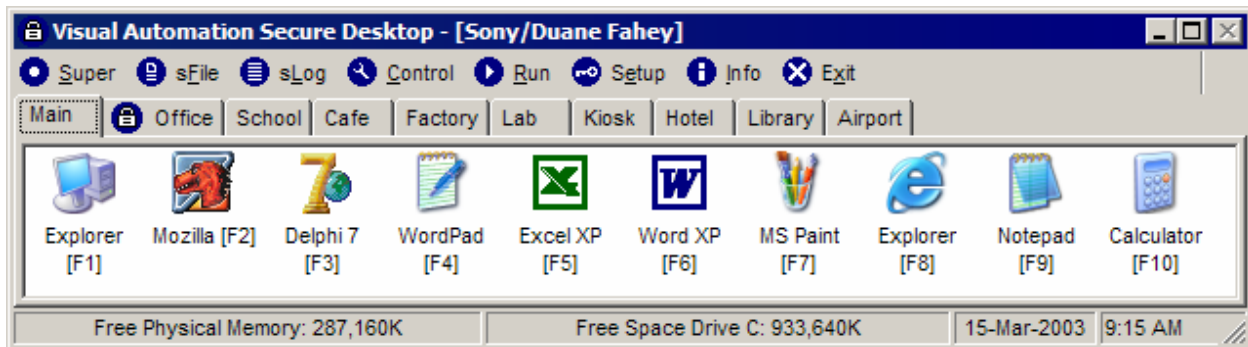 Visual Automation Secure Desktop - [Sony/Duane Fahey]
Super sFile sLog Control Run Setup Info Exit
Main Office School Cafe Factory Lab Kiosk Hotel Library Airport
Explorer Mozilla [F2] Delphi 7 WordPad Excel XP Word XP MS Paint Explorer Notepad Calculator
[F1] [F3] [F4] [F5] [F6] [F7] [F8] [F9] [F10]
Free Physical Memory: 287,160K Free Space Drive C: 933,640K 15-Mar-2003 9:15 AM